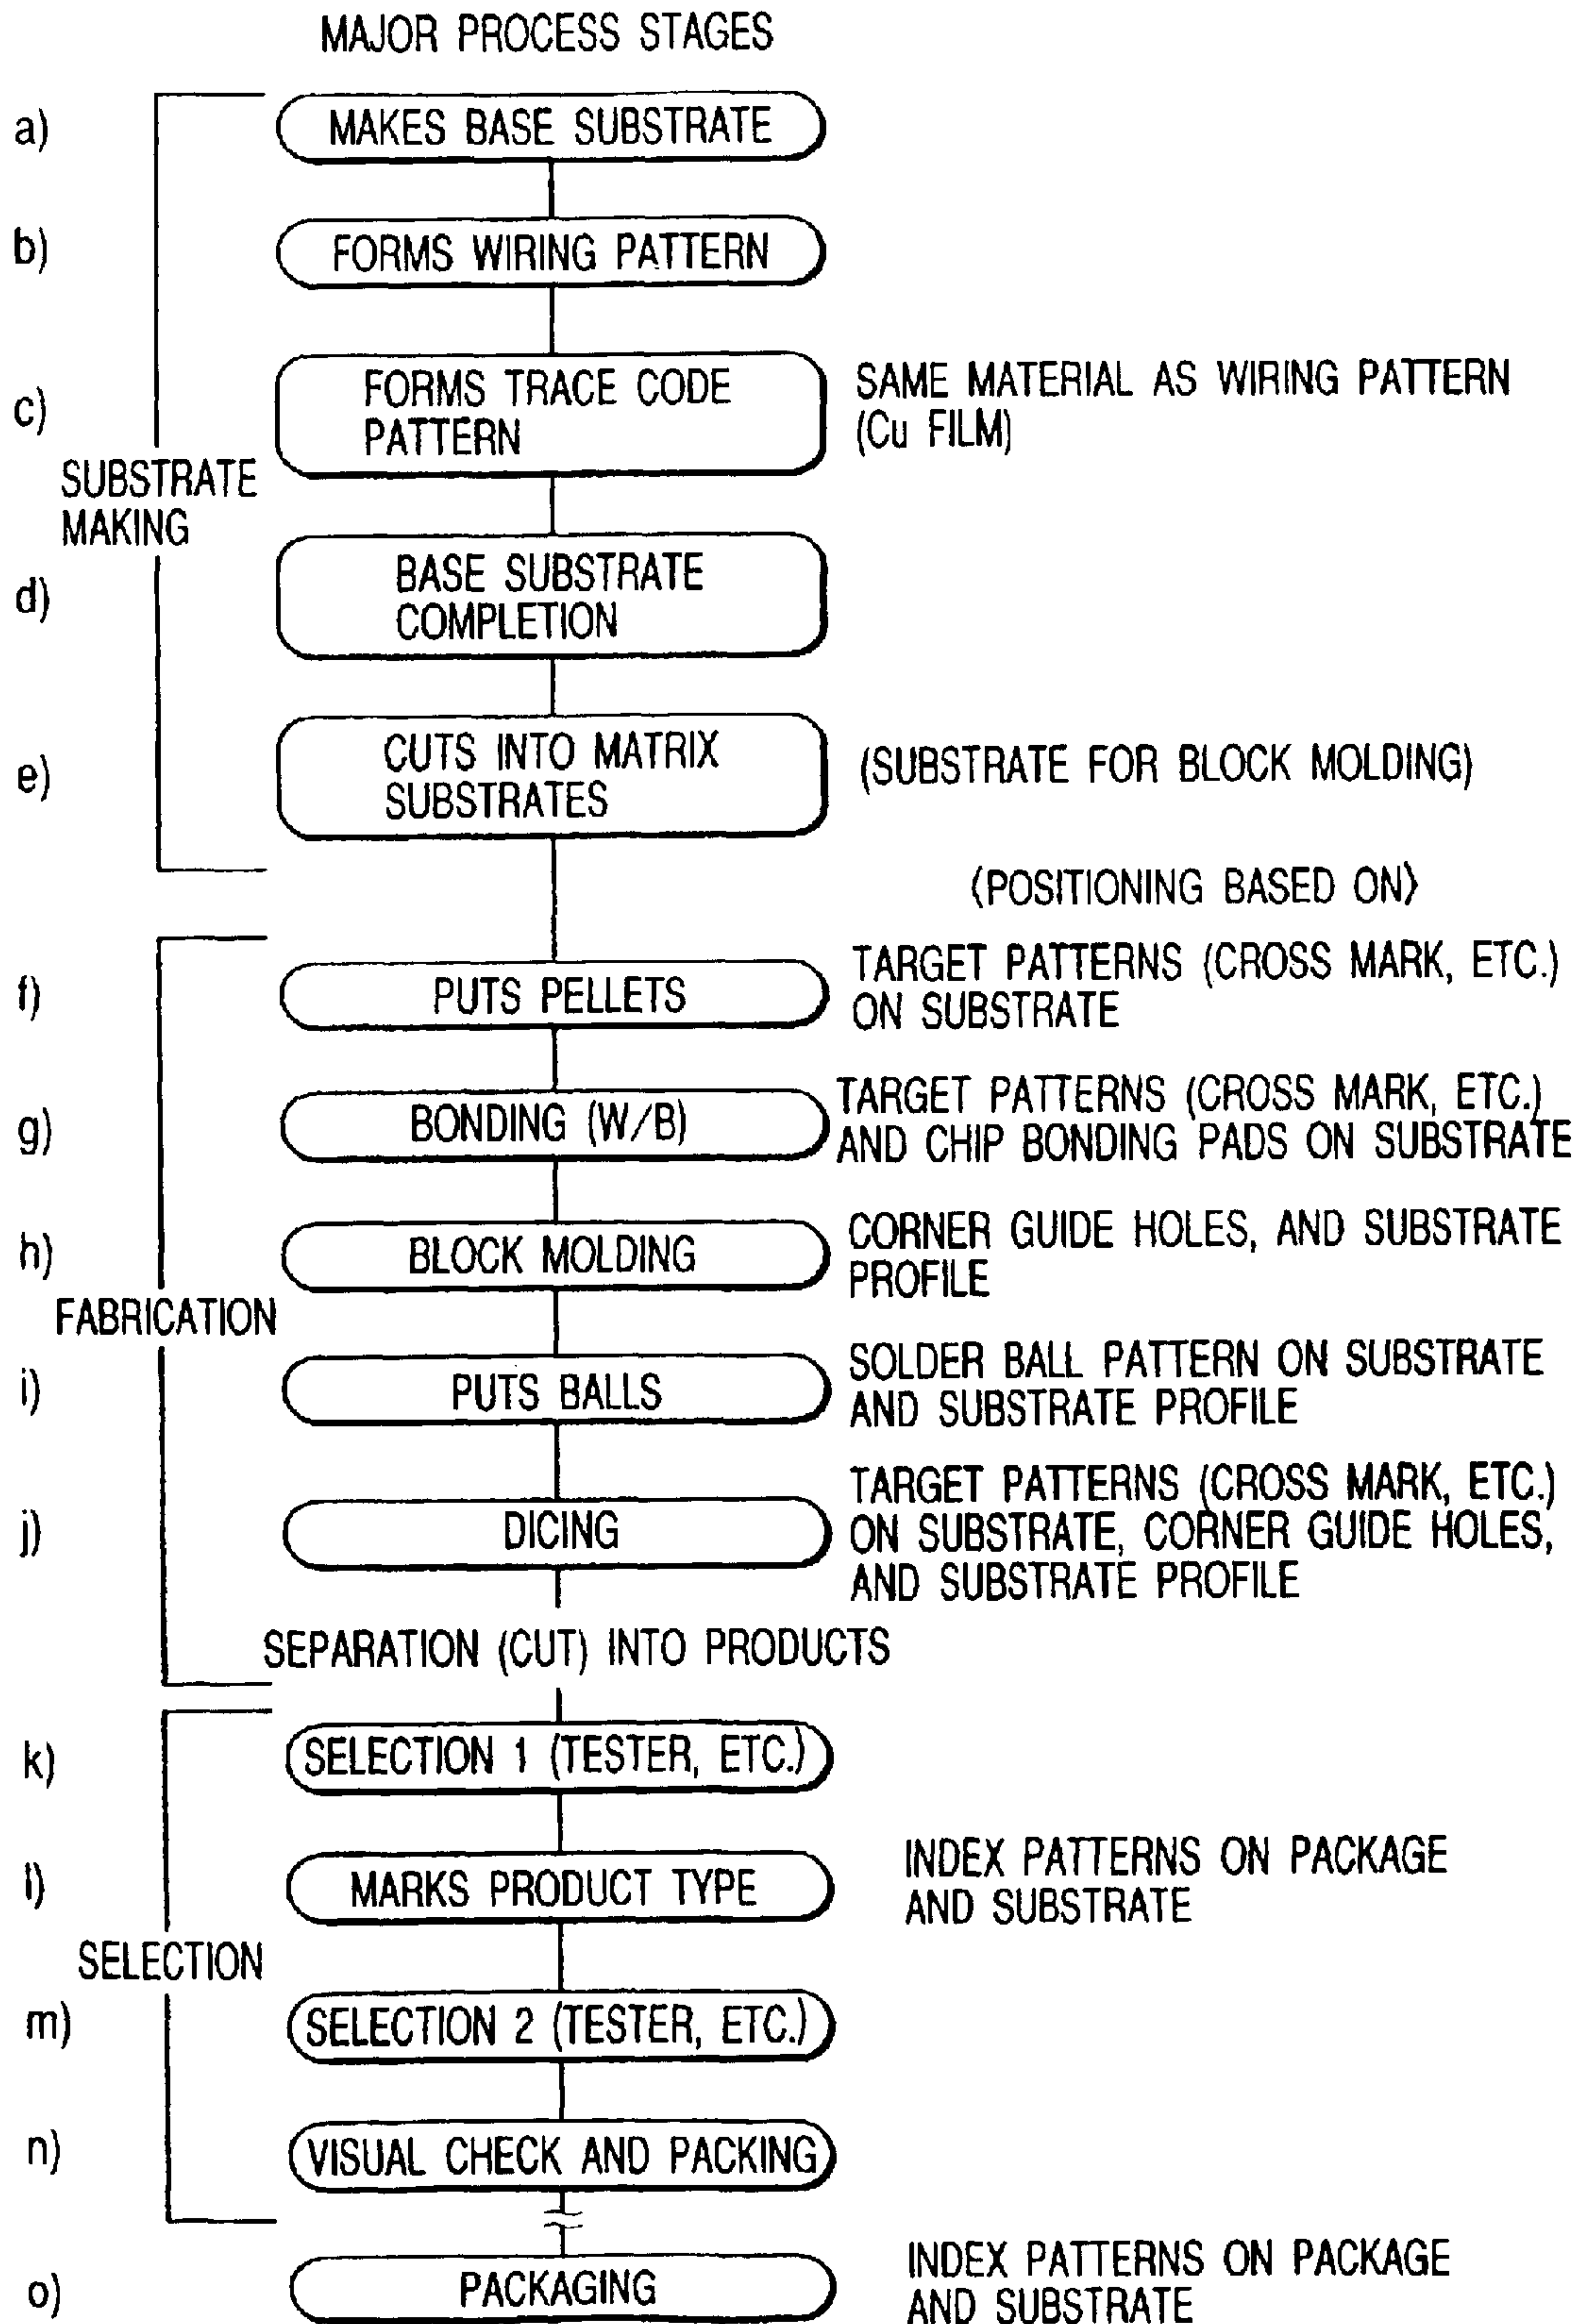 MAJOR PROCESS STAGES
a)
MAKES BASE SUBSTRATE
b)
FORMS WIRING PATTERN
c)
FORMS TRACE CODE
PATTERN
SAME MATERIAL AS WIRING PATTERN
(Cu FILM)
SUBSTRATE
MAKING
d)
BASE SUBSTRATE
COMPLETION
e)
CUTS INTO MATRIX
SUBSTRATES
(SUBSTRATE FOR BLOCK MOLDING)
〈POSITIONING BASED ON〉
f)
PUTS PELLETS
TARGET PATTERNS (CROSS MARK, ETC.)
ON SUBSTRATE
g)
BONDING (W/B)
TARGET PATTERNS (CROSS MARK, ETC.)
AND CHIP BONDING PADS ON SUBSTRATE
h)
BLOCK MOLDING
CORNER GUIDE HOLES, AND SUBSTRATE
PROFILE
FABRICATION
i)
PUTS BALLS
SOLDER BALL PATTERN ON SUBSTRATE
AND SUBSTRATE PROFILE
j)
DICING
TARGET PATTERNS (CROSS MARK, ETC.)
ON SUBSTRATE, CORNER GUIDE HOLES,
AND SUBSTRATE PROFILE
SEPARATION (CUT) INTO PRODUCTS
k)
SELECTION 1 (TESTER, ETC.)
l)
MARKS PRODUCT TYPE
INDEX PATTERNS ON PACKAGE
AND SUBSTRATE
SELECTION
m)
SELECTION 2 (TESTER, ETC.)
n)
VISUAL CHECK AND PACKING
o)
PACKAGING
INDEX PATTERNS ON PACKAGE
AND SUBSTRATE